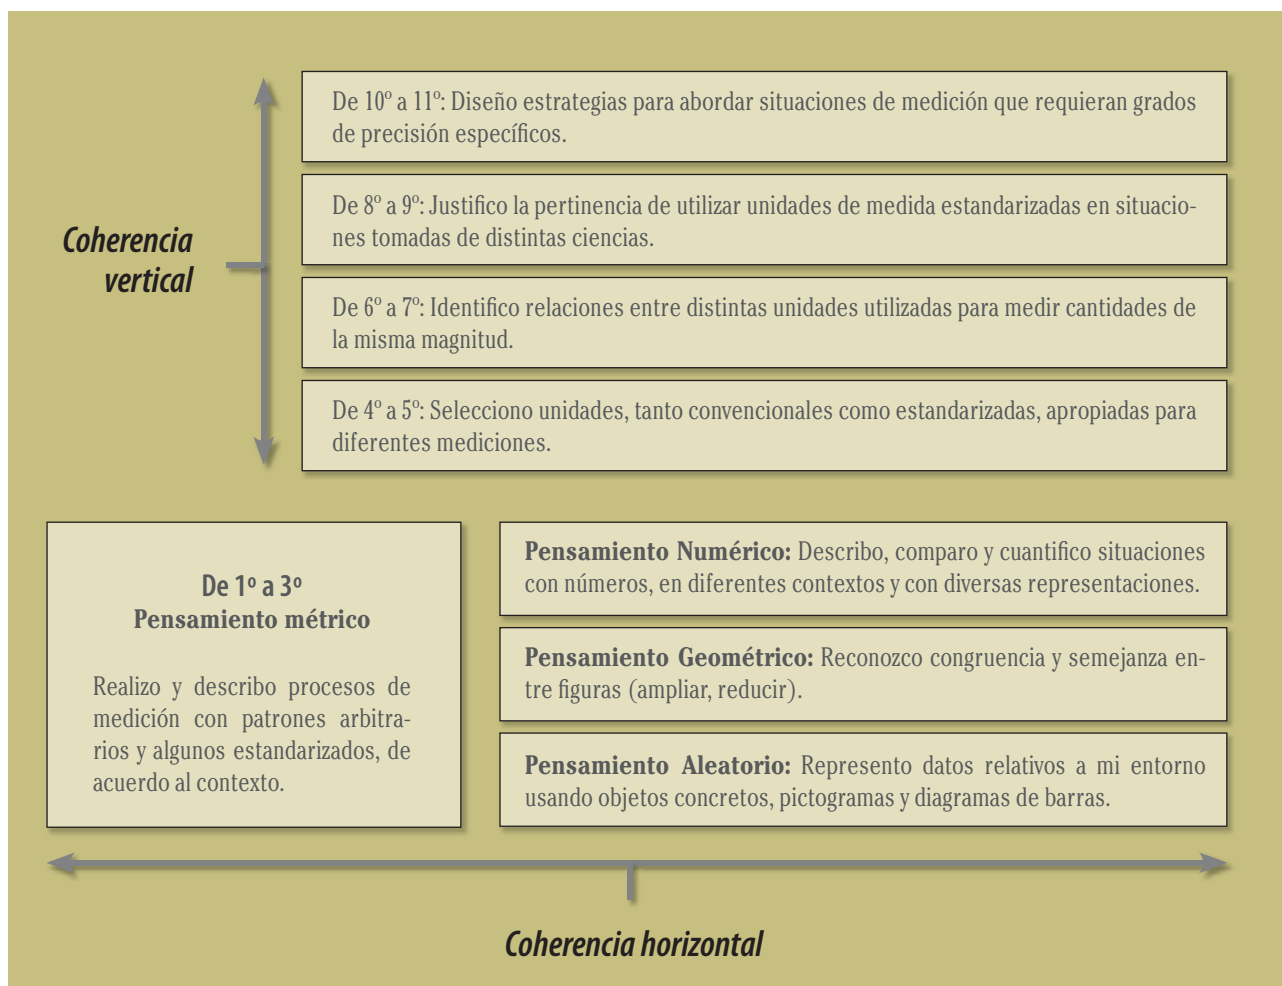 De 10º a 11º: Diseño estrategias para abordar situaciones de medición que requieran grados
de precisión específicos.
De 8º a 9º: Justifico la pertinencia de utilizar unidades de medida estandarizadas en situacio-
nes tomadas de distintas ciencias.
Coherencia
vertical
De 6º a 7º: Identifico relaciones entre distintas unidades utilizadas para medir cantidades de
la misma magnitud.
De 4º a 5º: Selecciono unidades, tanto convencionales como estandarizadas, apropiadas para
diferentes mediciones.
De 1º a 3º
Pensamiento métrico
Realizo y describo procesos de
medición con patrones arbitra-
rios y algunos estandarizados, de
acuerdo al contexto.
Pensamiento Numérico: Describo, comparo y cuantifico situaciones
con números, en diferentes contextos y con diversas representaciones.
Pensamiento Geométrico: Reconozco congruencia y semejanza en-
tre figuras (ampliar, reducir).
Pensamiento Aleatorio: Represento datos relativos a mi entorno
usando objetos concretos, pictogramas y diagramas de barras.
Coherencia horizontal